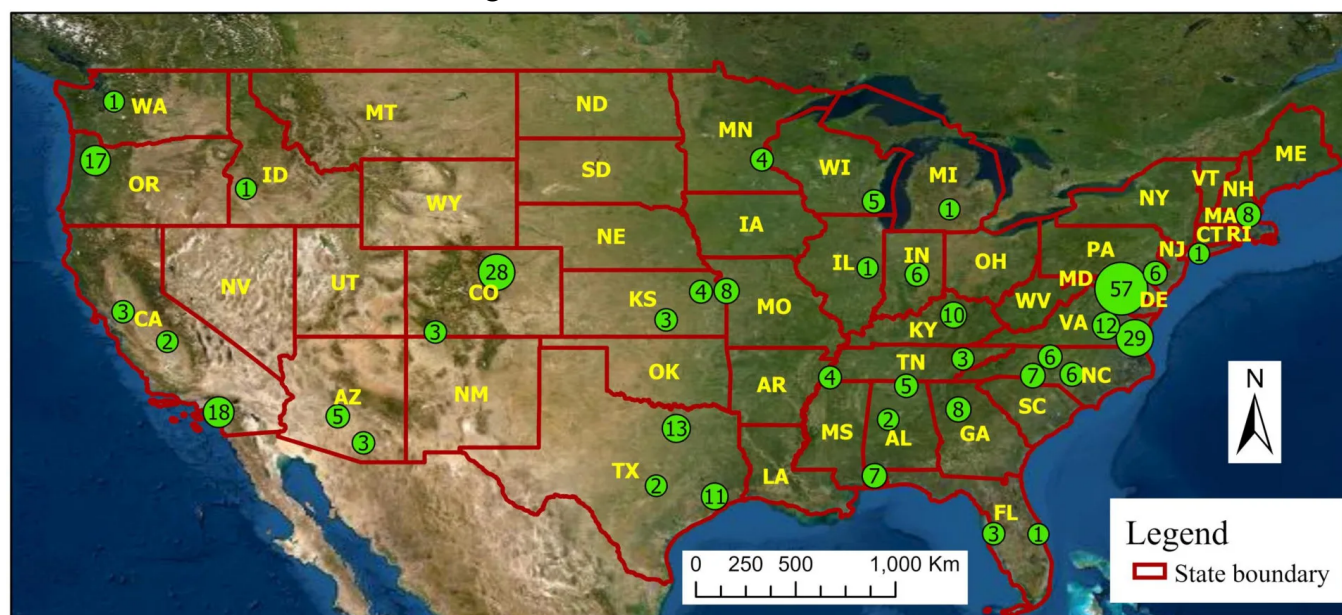 WA
1
MT
ND
MN
ME
17
OR
ID
1
SD
4
WI
5
MI
1
VT
NH
NY
MA
8
WY
IA
CT
RI
1
NE
PA
NJ
NV
UT
28
CO
IL
1
IN
6
OH
MD
57
6
DE
3
CA
2
KS
4
8
3
MO
WV
KY
10
VA
12
29
3
OK
AR
TN
3
6
4
5
7
6
NC
18
AZ
5
3
NM
13
MS
2
AL
8
GA
SC
TX
2
11
LA
7
FL
3
1
N
0 250 500 1,000 Km
Legend
State boundary